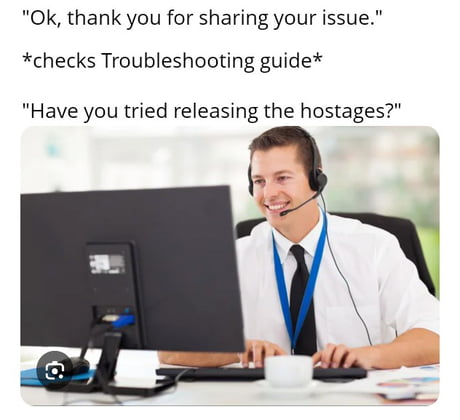 "Ok, thank you for sharing your issue."
*checks Troubleshooting guide*
"Have you tried releasing the hostages?"